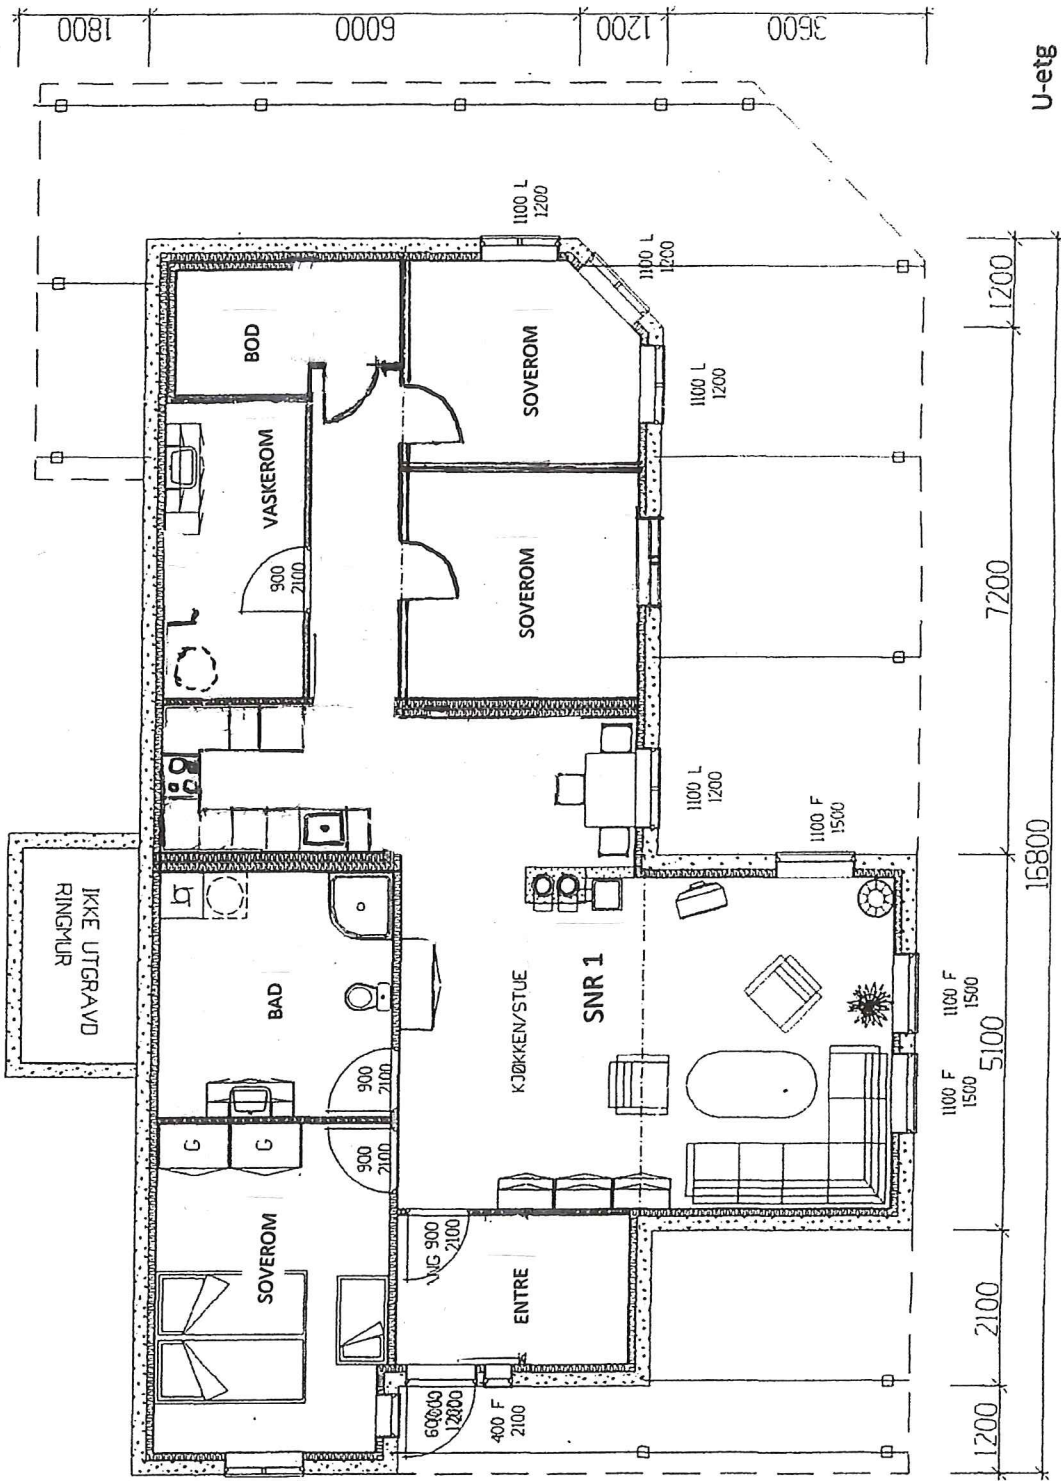 1800
6000
1200
3600
U-etg
1100 L
1200
1100 L
1200
BOD
SOVEROM
1100 L
1200
1200
VASKEROM
900
2100
SOVEROM
7200
1100 L
1200
1100 F
1500
16800
IKKE UTGRAVD
RINGMUR
BAD
KJØKKEN/STUE
SNR 1
1100 F
1500
5100
1100 F
1500
900
2100
900
2100
G
G
SOVEROM
900
2100
ENTRE
2100
400 F
2100
1200